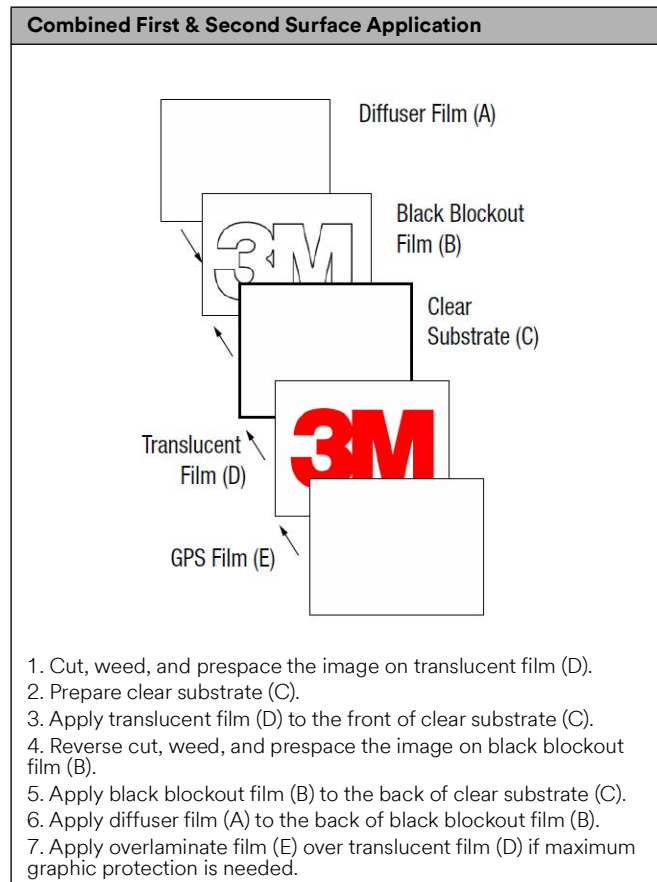 Combined First & Second Surface Application
Diffuser Film (A)
Black Blockout
Film (B)
3M
Clear
Substrate (C)
3M
Translucent
Film (D)
GPS Film (E)
1. Cut, weed, and prespace the image on translucent film (D).
2. Prepare clear substrate (C).
3. Apply translucent film (D) to the front of clear substrate (C).
4. Reverse cut, weed, and prespace the image on black blockout
film (B).
5. Apply black blockout film (B) to the back of clear substrate (C).
6. Apply diffuser film (A) to the back of black blockout film (B).
7. Apply overlaminate film (E) over translucent film (D) if maximum
graphic protection is needed.